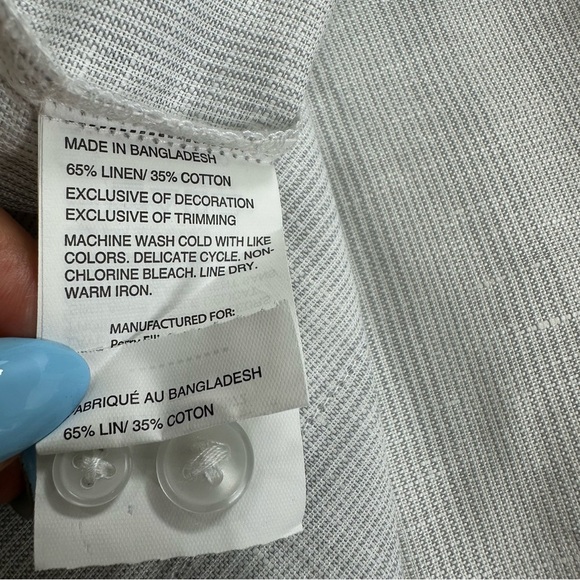 MADE IN BANGLADESH
65% LINEN/ 35% COTTON
EXCLUSIVE OF DECORATION
EXCLUSIVE OF TRIMMING
MACHINE WASH COLD WITH LIKE
COLORS. DELICATE CYCLE. NON-
CHLORINE BLEACH. LINE DRY.
WARM IRON.
MANUFACTURED FOR:
Perry
ABRIQUÉ AU BANGLADESH
65% LIN/ 35% COTON